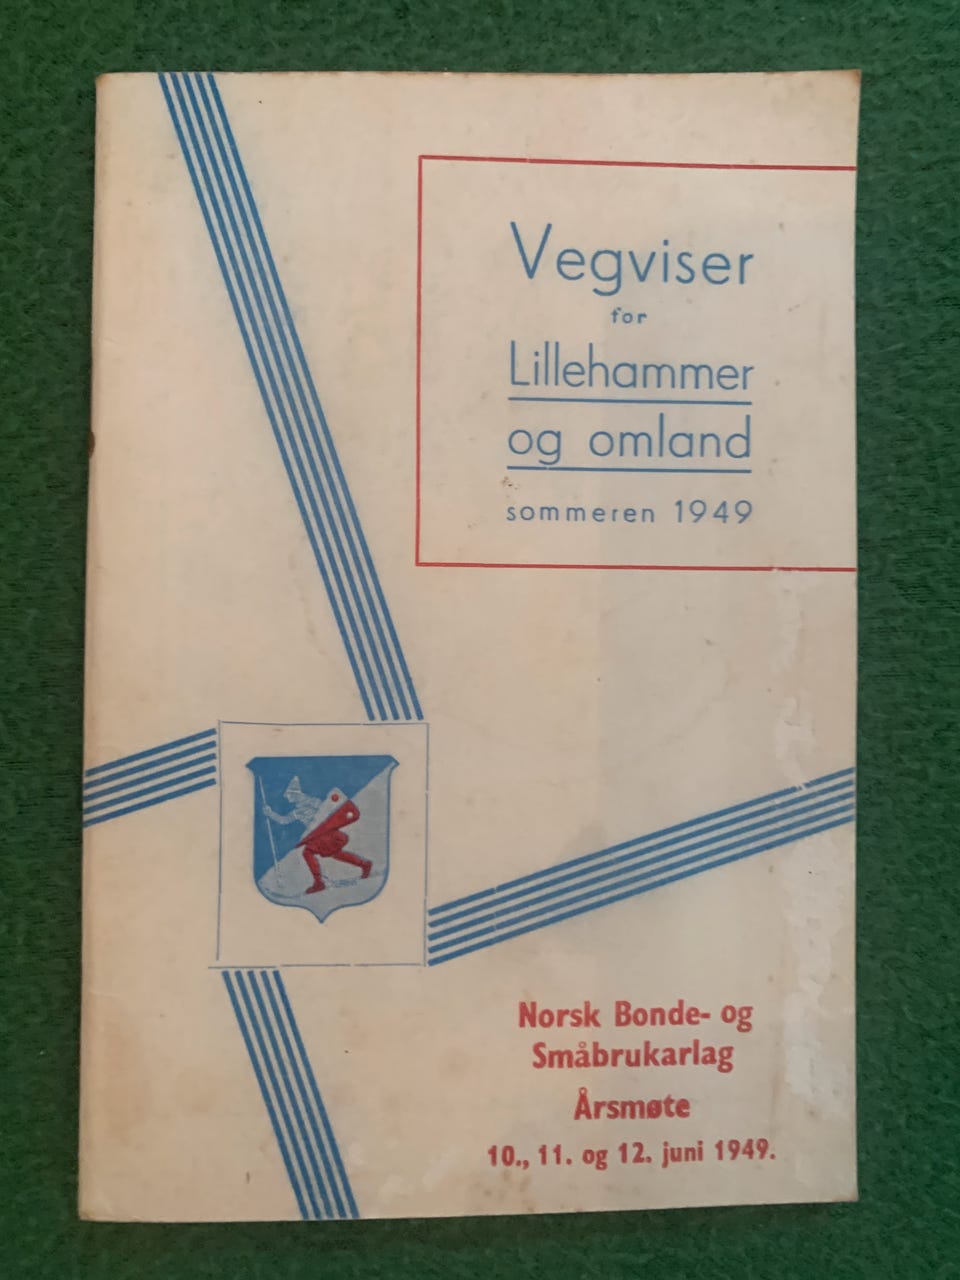 Vegviser
for
Lillehammer
og omland
sommeren 1949
Norsk Bonde- og
Småbrukarlag
Årsmøte
10., 11. og 12. juni 1949.